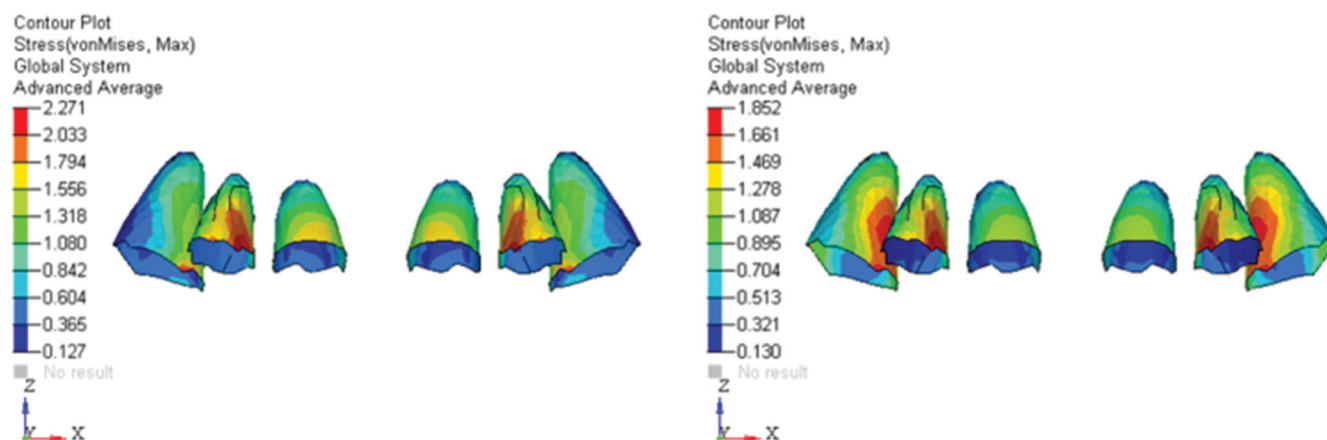 Contour Plot
Stress(vonMises, Max)
Global System
Advanced Average
2.271
2.033
1.794
1.556
1.318
1.080
0.842
0.604
0.365
0.127
No result
Z
Y X
Contour Plot
Stress(vonMises, Max)
Global System
Advanced Average
1.852
1.661
1.469
1.278
1.087
0.895
0.704
0.513
0.321
0.130
No result
Z
Y X